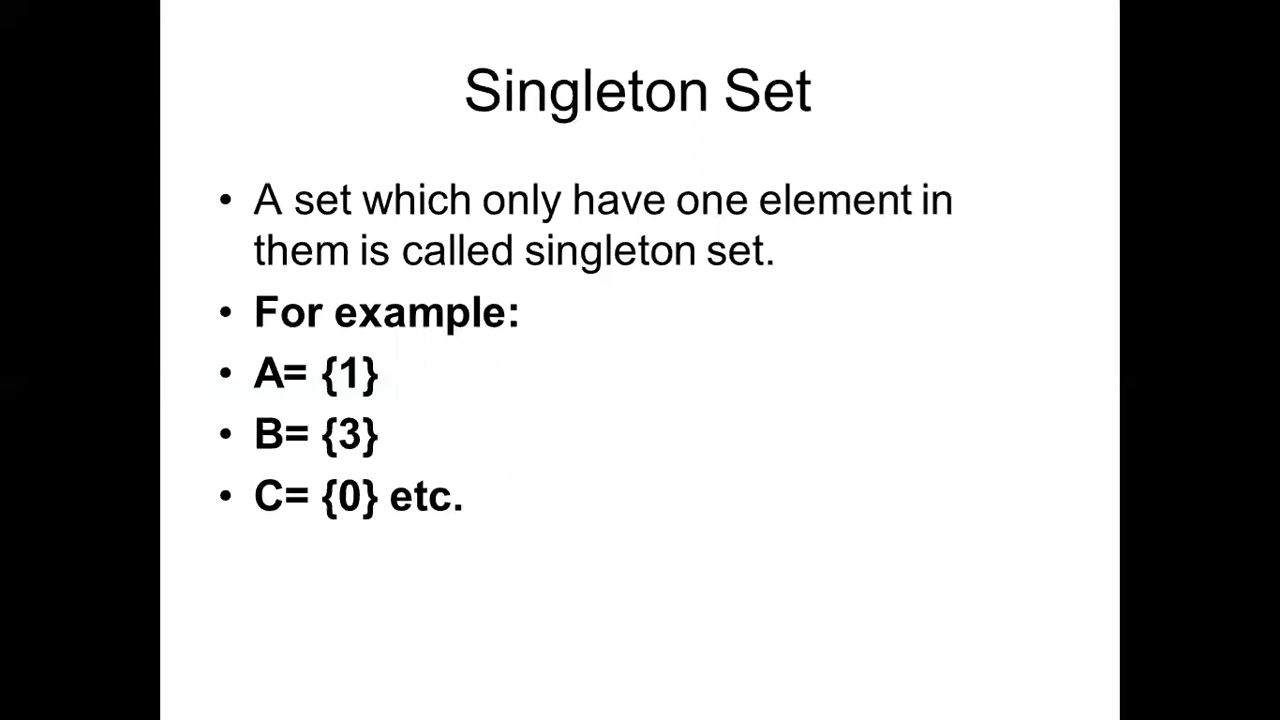 Singleton Set
• A set which only have one element in
them is called singleton set.
• For example:
• A= {1}
• B= {3}
• C= {0} etc.